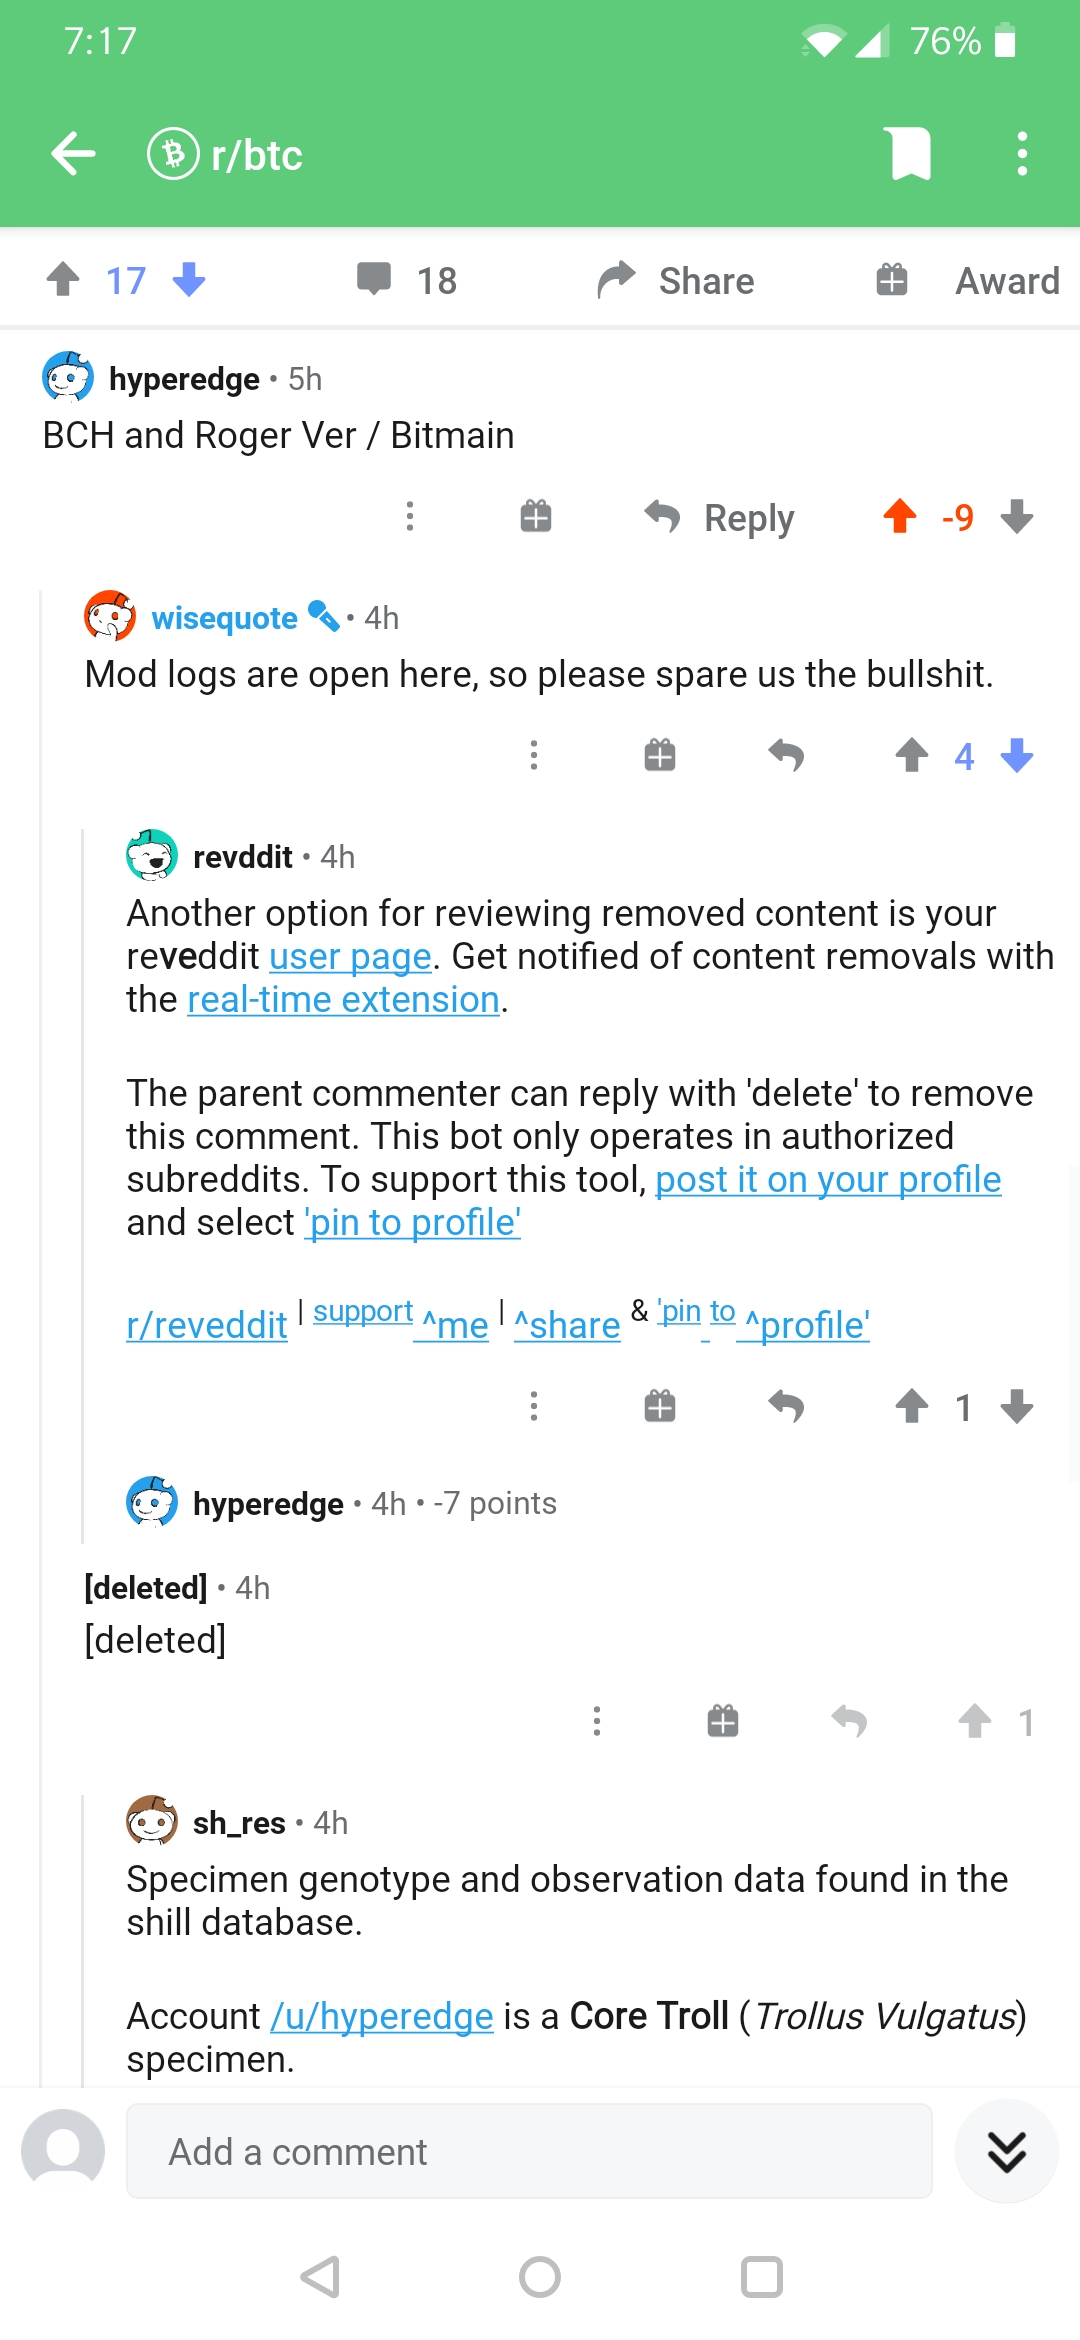 7:17
76%
r/btc
17
18
Share
Award
hyperedge • 5h
BCH and Roger Ver / Bitmain
Reply
-9
wisequote • 4h
Mod logs are open here, so please spare us the bullshit.
4
revddit • 4h
Another option for reviewing removed content is your
reveddit user page. Get notified of content removals with
the real-time extension.
The parent commenter can reply with 'delete' to remove
this comment. This bot only operates in authorized
subreddits. To support this tool, post it on your profile
and select 'pin to profile'
r/reveddit | support ^me | ^share & 'pin to ^profile'
1
hyperedge • 4h • -7 points
[deleted] • 4h
[deleted]
1
sh_res • 4h
Specimen genotype and observation data found in the
shill database.
Account /u/hyperedge is a Core Troll (Trollus Vulgatus)
specimen.
Add a comment